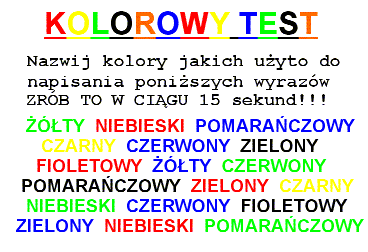 KOLOROWY TEST
Nazwij kolory jakich użyto do
napisania poniższych wyrazów
ZRÓB TO W CIĄGU 15 sekund!!!
ŻÓŁTY NIEBIESKI POMARAŃCZOWY
CZARNY CZERWONY ZIELONY
FIOLETOWY ŻÓŁTY CZERWONY
POMARAŃCZOWY ZIELONY CZARNY
NIEBIESKI CZERWONY FIOLETOWY
ZIELONY NIEBIESKI POMARAŃCZOWY